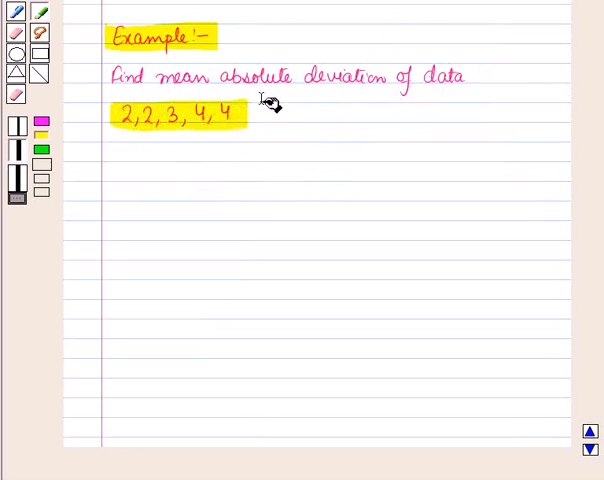 Example:-
find mean absolute deviation of data
2,2,3,4,4